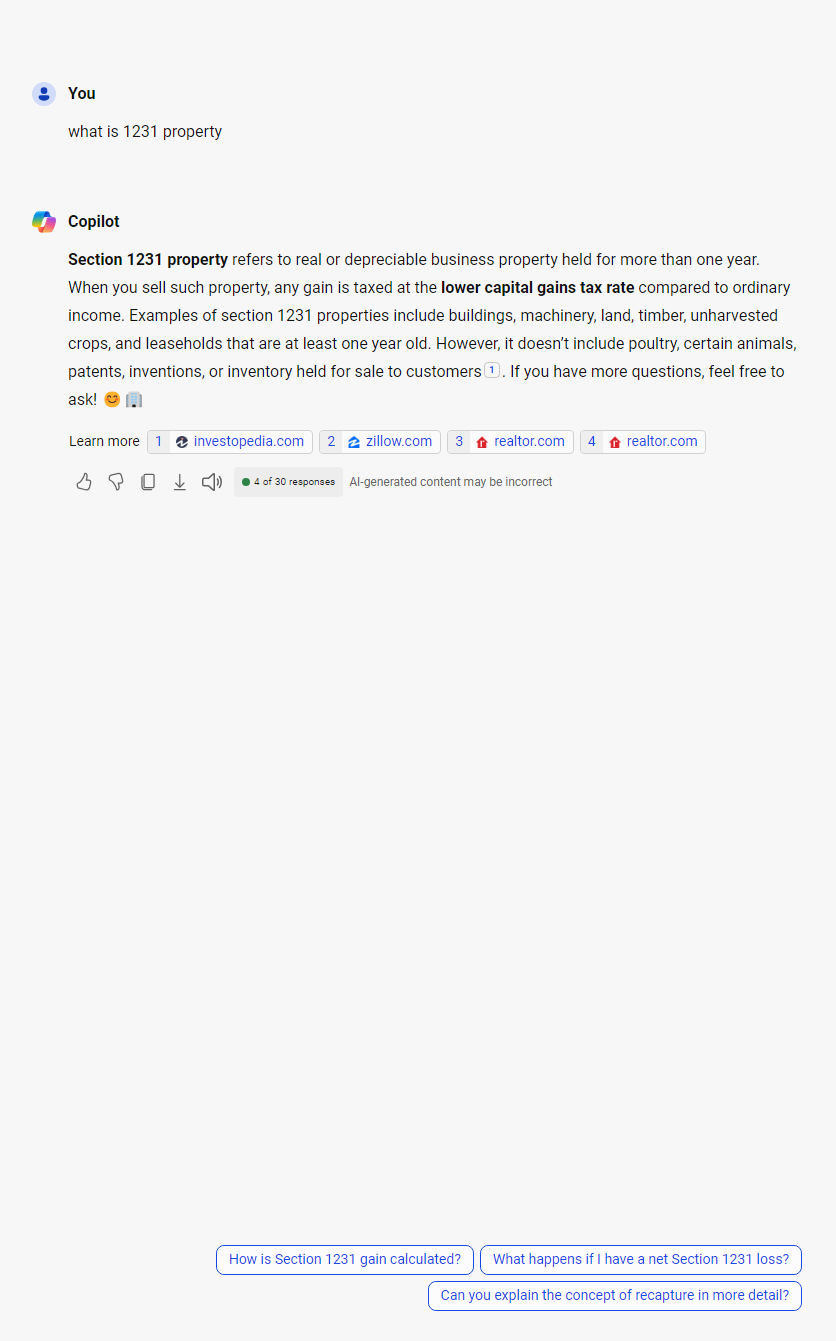 You
what is 1231 property
Copilot
Section 1231 property refers to real or depreciable business property held for more than one year.
When you sell such property, any gain is taxed at the lower capital gains tax rate compared to ordinary
income. Examples of section 1231 properties include buildings, machinery, land, timber, unharvested
crops, and leaseholds that are at least one year old. However, it doesn’t include poultry, certain animals,
patents, inventions, or inventory held for sale to customers 1 . If you have more questions, feel free to
ask! 😊 🏢
Learn more 1 investopedia.com 2 zillow.com 3 realtor.com 4 realtor.com
4 of 30 responses AI-generated content may be incorrect
How is Section 1231 gain calculated? What happens if I have a net Section 1231 loss?
Can you explain the concept of recapture in more detail?